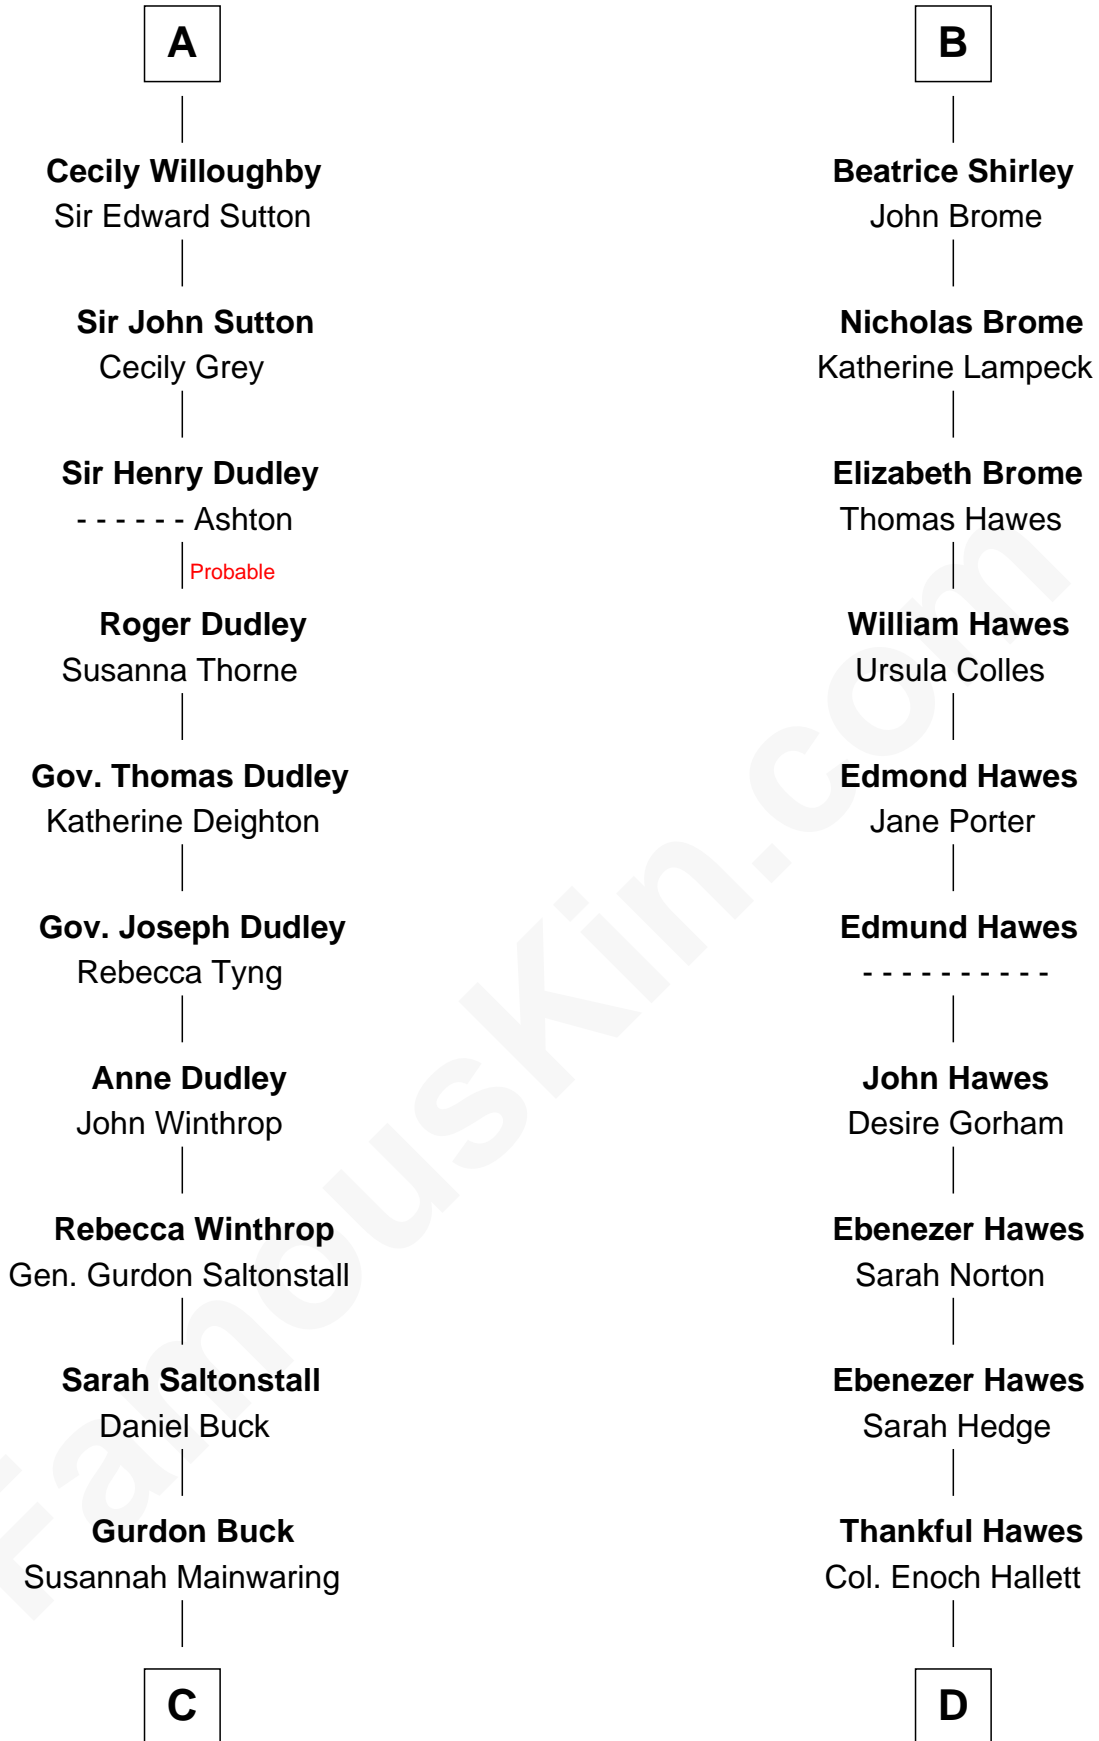 A
Cecily Willoughby
Sir Edward Sutton
Sir John Sutton
Cecily Grey
Sir Henry Dudley
- - - - - - Ashton
Probable
Roger Dudley
Susanna Thorne
Gov. Thomas Dudley
Katherine Deighton
Gov. Joseph Dudley
Rebecca Tyng
Anne Dudley
John Winthrop
Rebecca Winthrop
Gen. Gurdon Saltonstall
Sarah Saltonstall
Daniel Buck
Gurdon Buck
Susannah Mainwaring
C
B
Beatrice Shirley
John Brome
Nicholas Brome
Katherine Lampeck
Elizabeth Brome
Thomas Hawes
William Hawes
Ursula Colles
Edmond Hawes
Jane Porter
Edmund Hawes
- - - - - - - - - -
John Hawes
Desire Gorham
Ebenezer Hawes
Sarah Norton
Ebenezer Hawes
Sarah Hedge
Thankful Hawes
Col. Enoch Hallett
D
FamousKin.com